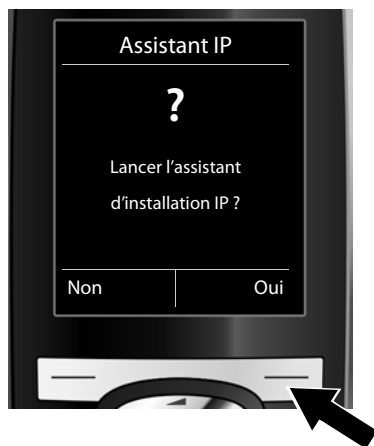 Assistant IP
?
Lancer l'assistant
d'installation IP ?
Non Oui